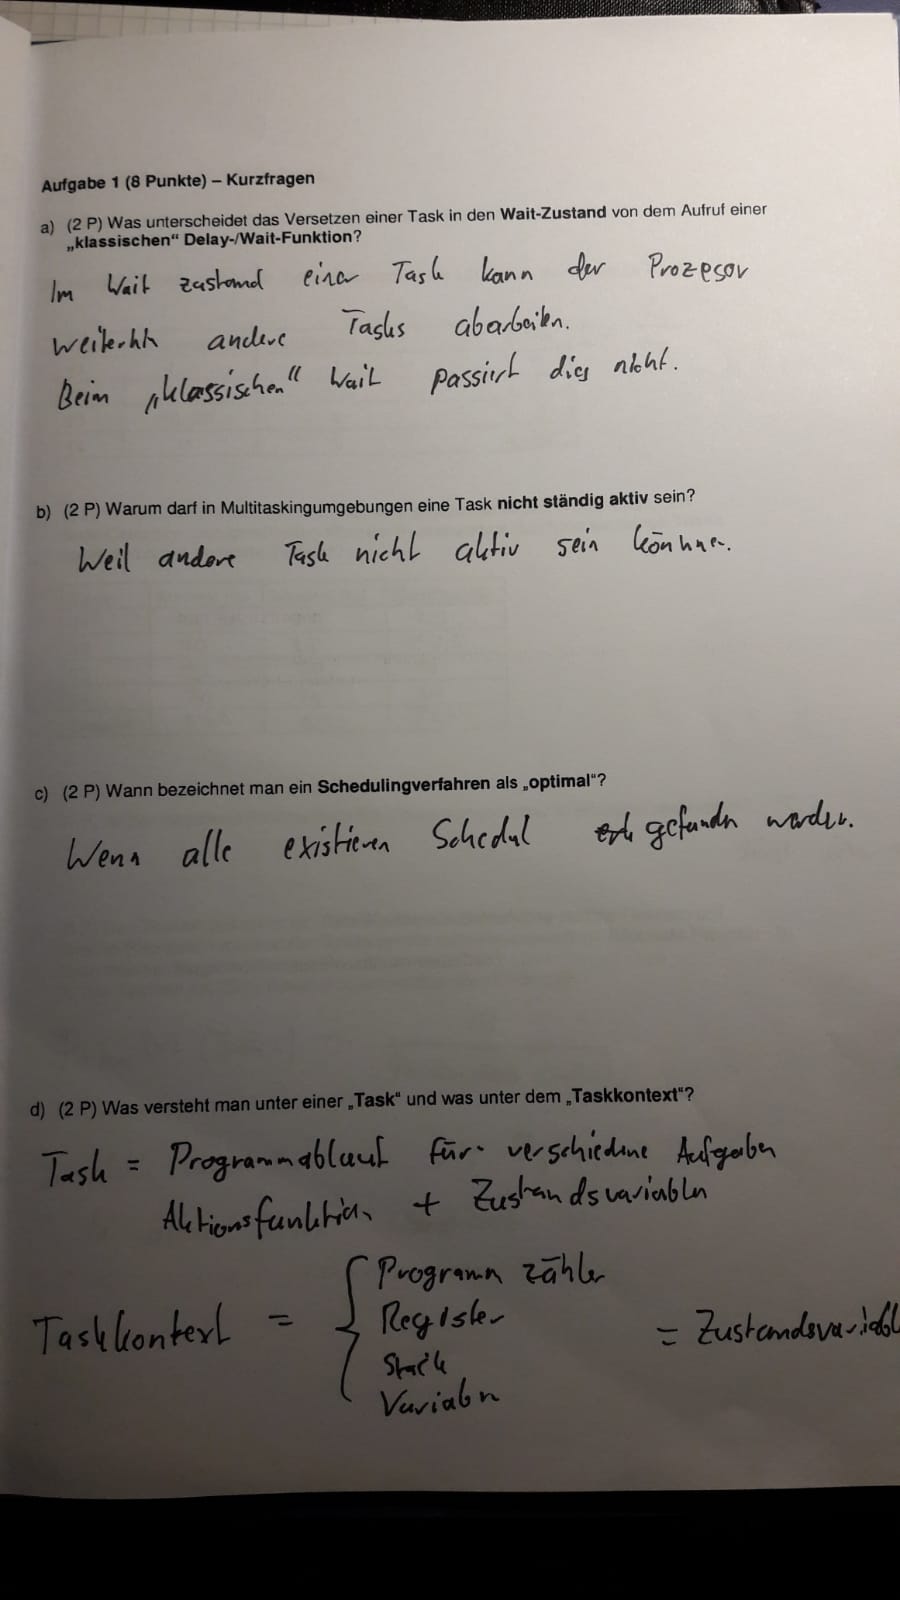 Aufgabe 1 (8 Punkte) – Kurzfragen
a) (2 P) Was unterscheidet das Versetzen einer Task in den Wait-Zustand von dem Aufruf einer
„klassischen“ Delay-/Wait-Funktion?
Im Wait zustand einer Task kann der Prozesor
weiterhin andere Tasks abarbeiten.
Beim „klassischen“ Wait passiert dies nicht.
b) (2 P) Warum darf in Multitaskingumgebungen eine Task nicht ständig aktiv sein?
Weil andere Task nicht aktiv sein können.
c) (2 P) Wann bezeichnet man ein Schedulingverfahren als „optimal“?
Wenn alle existieren Schedul gefunden werden.
d) (2 P) Was versteht man unter einer „Task“ und was unter dem „Taskkontext“?
Task = Programmablauf für verschiedene Aufgaben
Aktionsfunktion + Zustandsvariablen
Programm zähler
Register
Taskkontext = { = Zustandsvariabl
Stack
Variabln